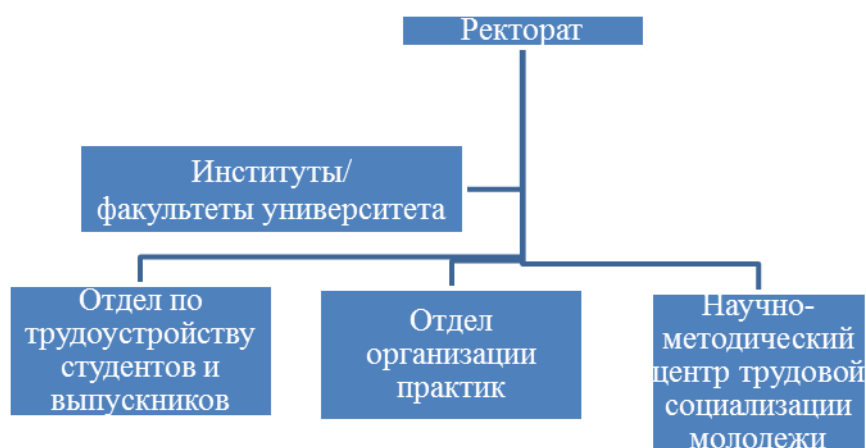 Ректорат
Институты/
факультеты университета
Отдел по
трудоустройству
студентов и
выпускников
Отдел
организации
практик
Научно-
методический
центр трудовой
социализации
молодежи